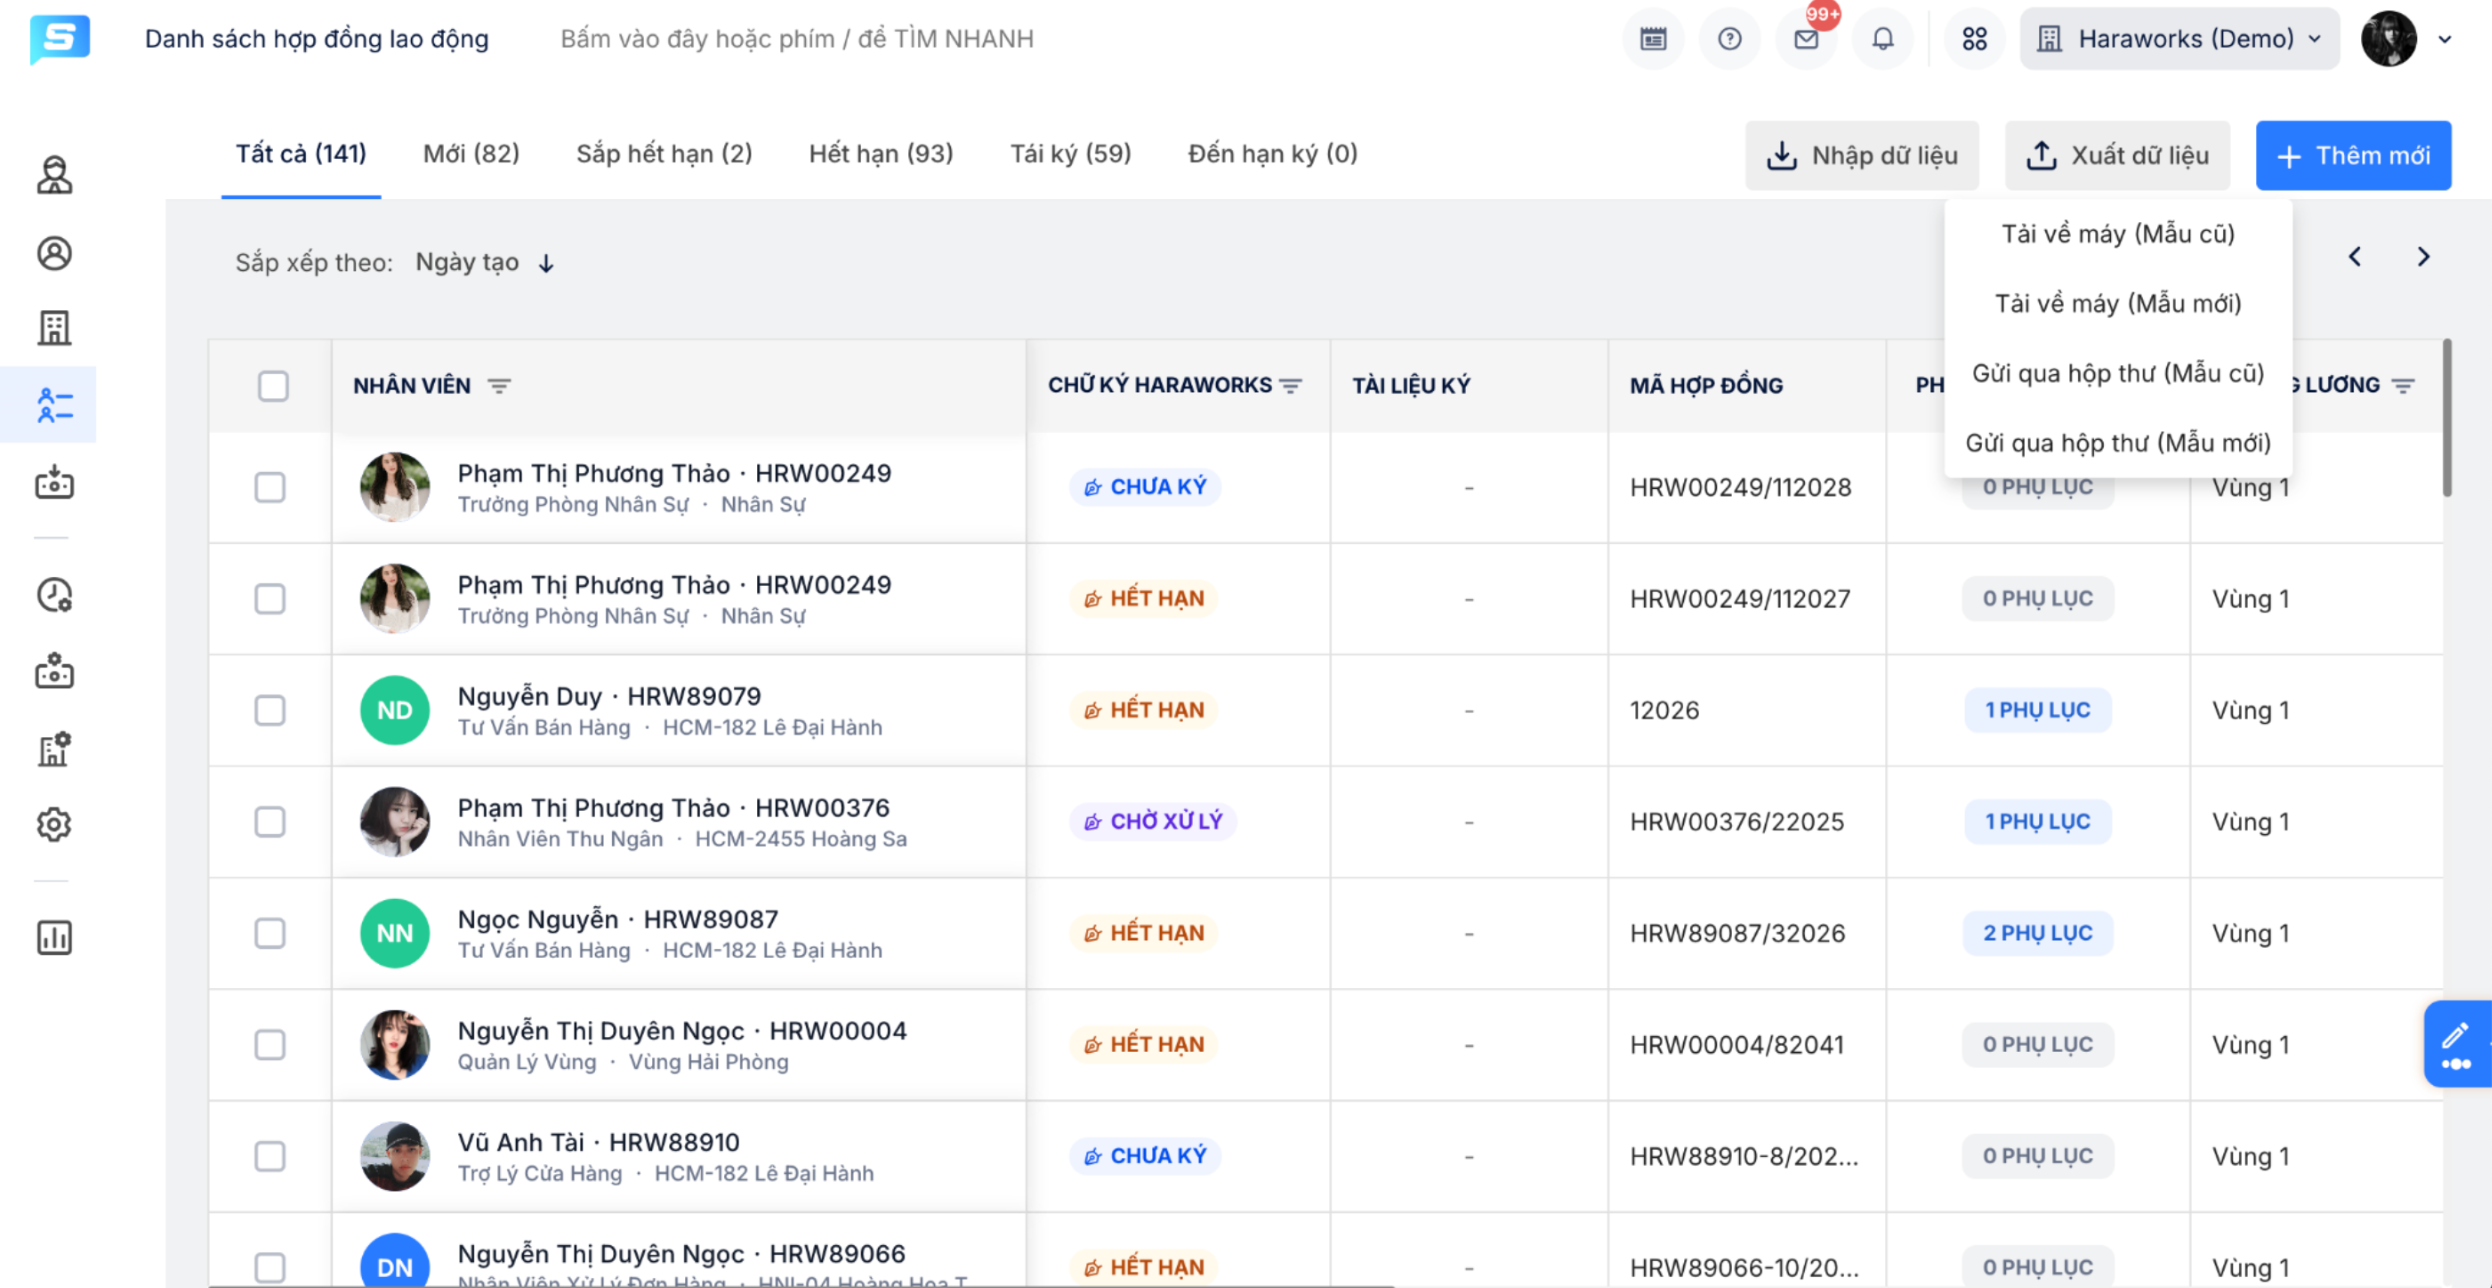 Danh sách hợp đồng lao động
Bấm vào đây hoặc phím / để TÌM NHANH
99+
Haraworks (Demo)
Tất cả (141)
Mới (82)
Sắp hết hạn (2)
Hết hạn (93)
Tái ký (59)
Đến hạn ký (0)
Nhập dữ liệu
Xuất dữ liệu
Thêm mới
Sắp xếp theo: Ngày tạo
Tải về máy (Mẫu cũ)
Tải về máy (Mẫu mới)
Gửi qua hộp thư (Mẫu cũ)
Gửi qua hộp thư (Mẫu mới)
NHÂN VIÊN
CHỮ KÝ HARAWORKS
TÀI LIỆU KÝ
MÃ HỢP ĐỒNG
PH
LƯƠNG
Phạm Thị Phương Thảo · HRW00249
Trưởng Phòng Nhân Sự · Nhân Sự
CHƯA KÝ
-
HRW00249/112028
0 PHỤ LỤC
Vùng 1
Phạm Thị Phương Thảo · HRW00249
Trưởng Phòng Nhân Sự · Nhân Sự
HẾT HẠN
-
HRW00249/112027
0 PHỤ LỤC
Vùng 1
ND
Nguyễn Duy · HRW89079
Tư Vấn Bán Hàng · HCM-182 Lê Đại Hành
HẾT HẠN
-
12026
1 PHỤ LỤC
Vùng 1
Phạm Thị Phương Thảo · HRW00376
Nhân Viên Thu Ngân · HCM-2455 Hoàng Sa
CHỜ XỬ LÝ
-
HRW00376/22025
1 PHỤ LỤC
Vùng 1
NN
Ngọc Nguyễn · HRW89087
Tư Vấn Bán Hàng · HCM-182 Lê Đại Hành
HẾT HẠN
-
HRW89087/32026
2 PHỤ LỤC
Vùng 1
Nguyễn Thị Duyên Ngọc · HRW00004
Quản Lý Vùng · Vùng Hải Phòng
HẾT HẠN
-
HRW00004/82041
0 PHỤ LỤC
Vùng 1
Vũ Anh Tài · HRW88910
Trợ Lý Cửa Hàng · HCM-182 Lê Đại Hành
CHƯA KÝ
-
HRW88910-8/202...
0 PHỤ LỤC
Vùng 1
DN
Nguyễn Thị Duyên Ngọc · HRW89066
Nhân Viên Xử Lý Đơn Hàng · HNI-04 Hoàng Hoa T
HẾT HẠN
-
HRW89066-10/20...
0 PHỤ LỤC
Vùng 1